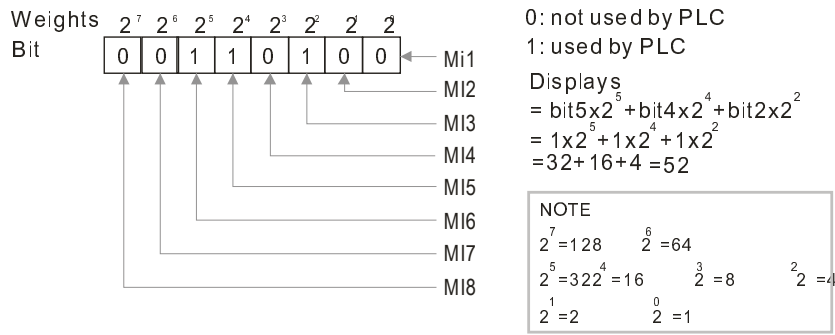 Weights 2⁷ 2⁶ 2⁵ 2⁴ 2³ 2² 2¹ 2⁰
Bit 0 0 1 1 0 1 0 0
Mi1
MI2
MI3
MI4
MI5
MI6
MI7
MI8
0: not used by PLC
1: used by PLC
Displays
= bit5x2⁵+bit4x2⁴+bit2x2²
= 1x2⁵+1x2⁴+1x2²
=32+16+4 =52
NOTE
2⁷=128 2⁶=64
2⁵=322⁴=16 2³=8 ²2 =4
2¹=2 2⁰=1